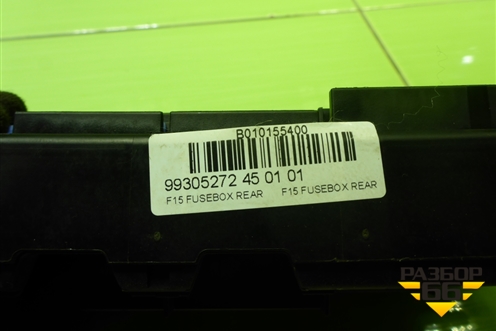 B010155400
99305272 45 01 01
F15 FUSEBOX REAR F15 FUSEBOX REAR
РАЗБОР
66